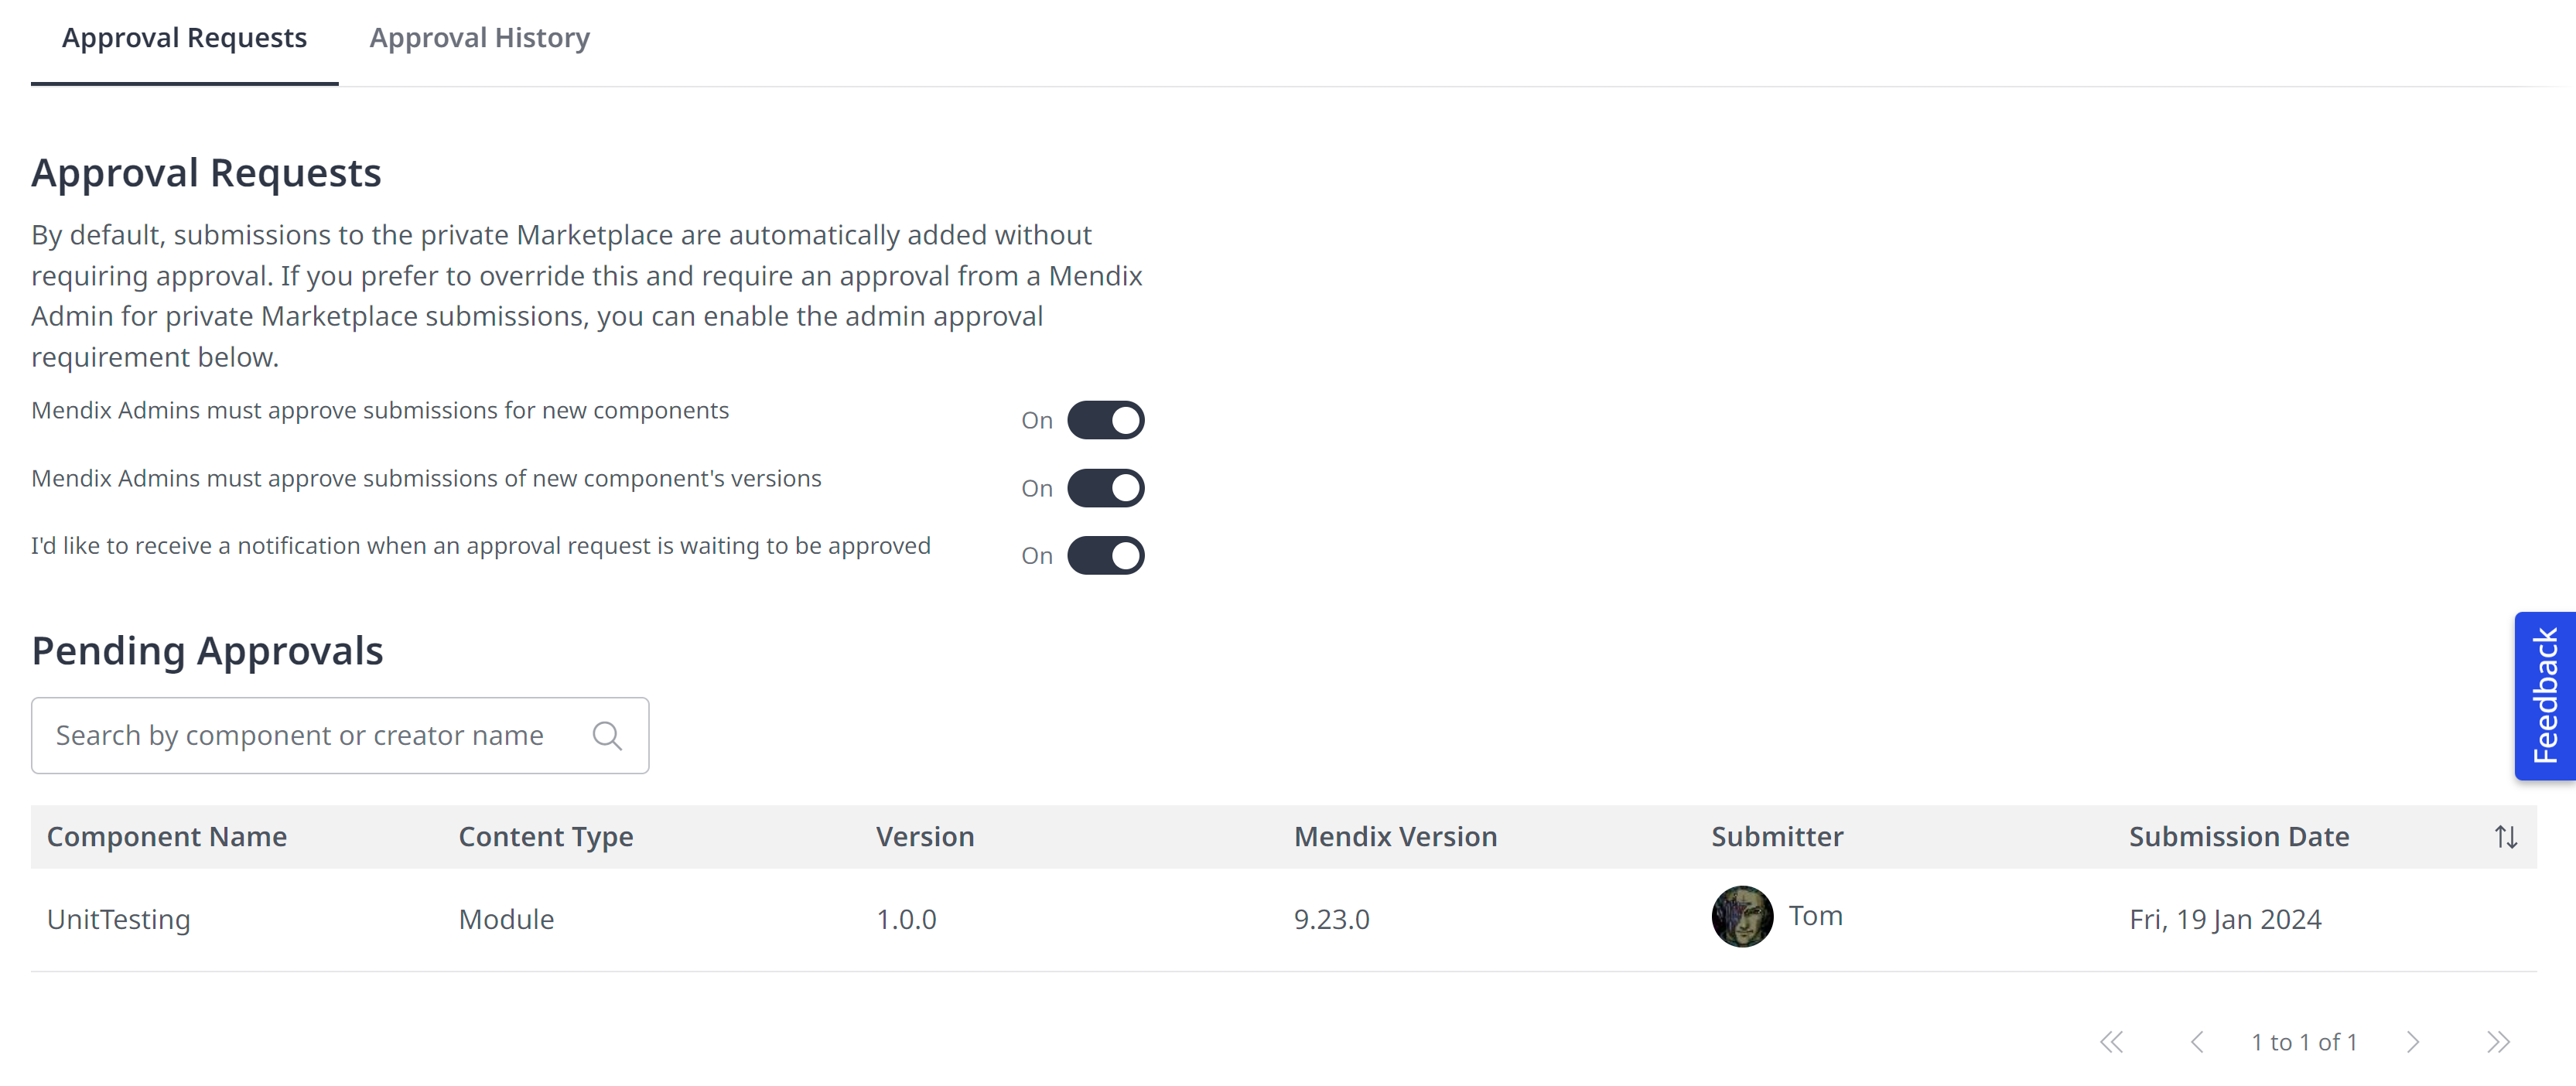 Approval Requests
Approval History
Approval Requests
By default, submissions to the private Marketplace are automatically added without
requiring approval. If you prefer to override this and require an approval from a Mendix
Admin for private Marketplace submissions, you can enable the admin approval
requirement below.
Mendix Admins must approve submissions for new components
On
Mendix Admins must approve submissions of new component's versions
On
I'd like to receive a notification when an approval request is waiting to be approved
On
Feedback
Pending Approvals
Search by component or creator name
Component Name Content Type Version Mendix Version Submitter Submission Date
UnitTesting Module 1.0.0 9.23.0 Tom Fri, 19 Jan 2024
1 to 1 of 1